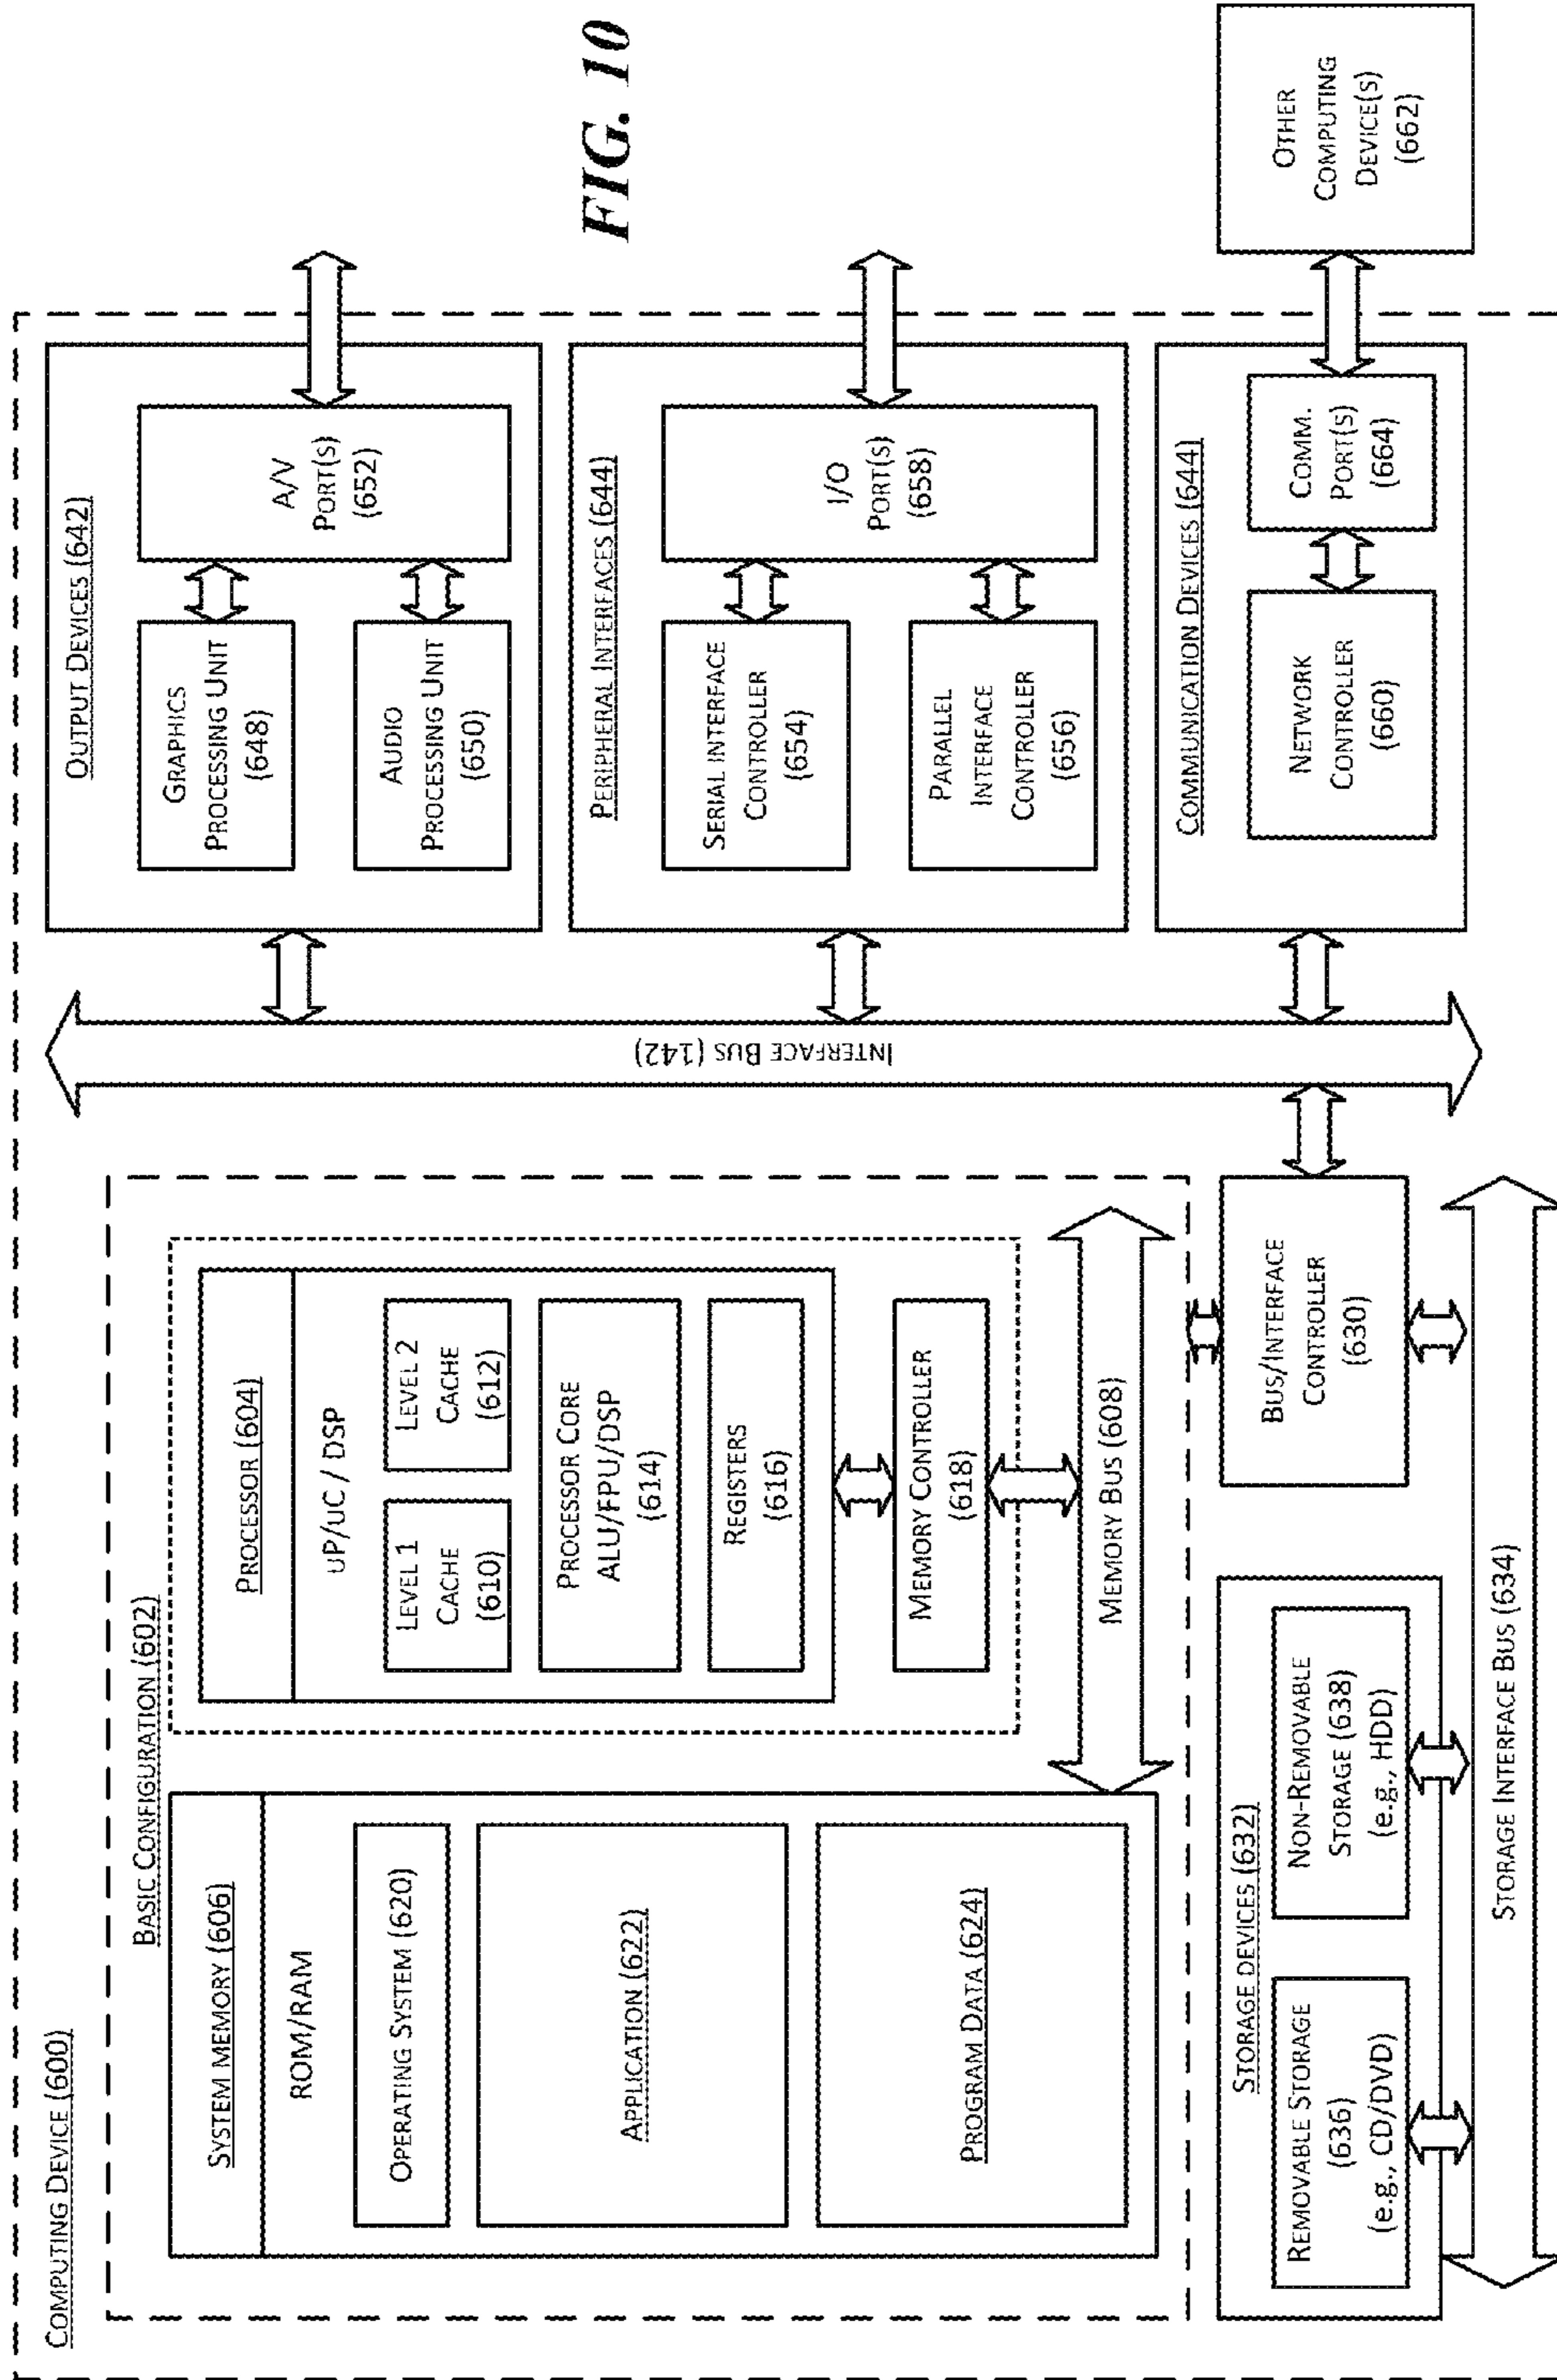 COMPUTING DEVICE (600)
BASIC CONFIGURATION (602)
SYSTEM MEMORY (606)
ROM/RAM
OPERATING SYSTEM (620)
APPLICATION (622)
PROGRAM DATA (624)
PROCESSOR (604)
UP/UC / DSP
LEVEL 1
CACHE
(610)
LEVEL 2
CACHE
(612)
PROCESSOR CORE
ALU/FPU/DSP
(614)
REGISTERS
(616)
MEMORY CONTROLLER
(618)
MEMORY BUS (608)
BUS/INTERFACE
CONTROLLER
(630)
STORAGE DEVICES (632)
REMOVABLE STORAGE
(636)
(e.g., CD/DVD)
NON-REMOVABLE
STORAGE (638)
(e.g., HDD)
STORAGE INTERFACE BUS (634)
INTERFACE BUS (142)
OUTPUT DEVICES (642)
GRAPHICS
PROCESSING UNIT
(648)
AUDIO
PROCESSING UNIT
(650)
A/V
PORT(S)
(652)
PERIPHERAL INTERFACES (644)
SERIAL INTERFACE
CONTROLLER
(654)
PARALLEL
INTERFACE
CONTROLLER
(656)
I/O
PORT(S)
(658)
COMMUNICATION DEVICES (644)
NETWORK
CONTROLLER
(660)
COMM.
PORT(S)
(664)
OTHER
COMPUTING
DEVICE(S)
(662)
FIG. 10